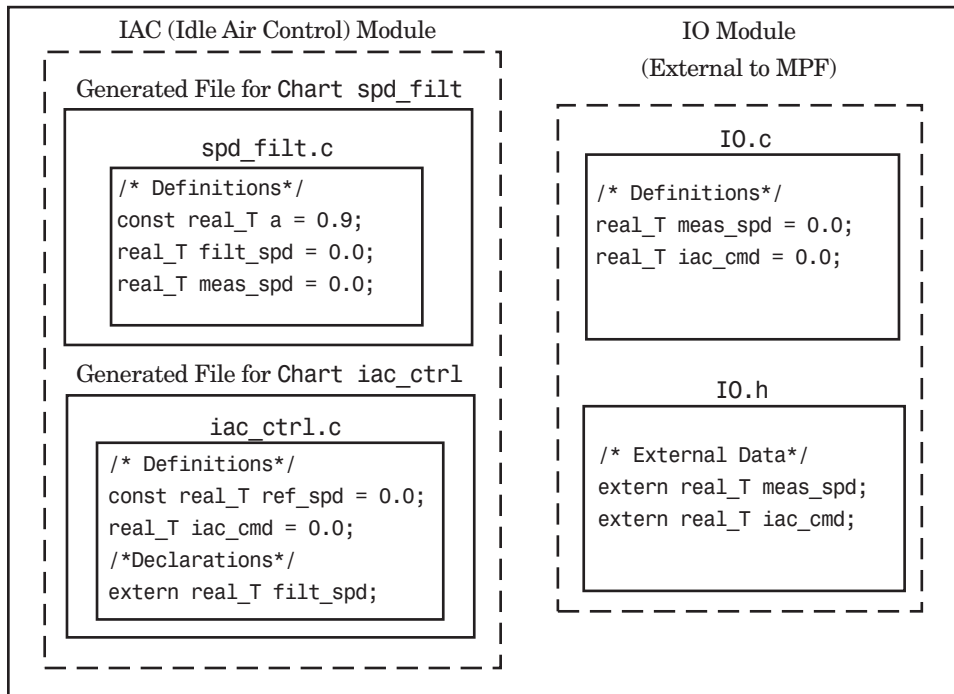 IAC (Idle Air Control) Module
Generated File for Chart spd_filt
spd_filt.c
/* Definitions*/
const real_T a = 0.9;
real_T filt_spd = 0.0;
real_T meas_spd = 0.0;
Generated File for Chart iac_ctrl
iac_ctrl.c
/* Definitions*/
const real_T ref_spd = 0.0;
real_T iac_cmd = 0.0;
/*Declarations*/
extern real_T filt_spd;
IO Module
(External to MPF)
IO.c
/* Definitions*/
real_T meas_spd = 0.0;
real_T iac_cmd = 0.0;
IO.h
/* External Data*/
extern real_T meas_spd;
extern real_T iac_cmd;